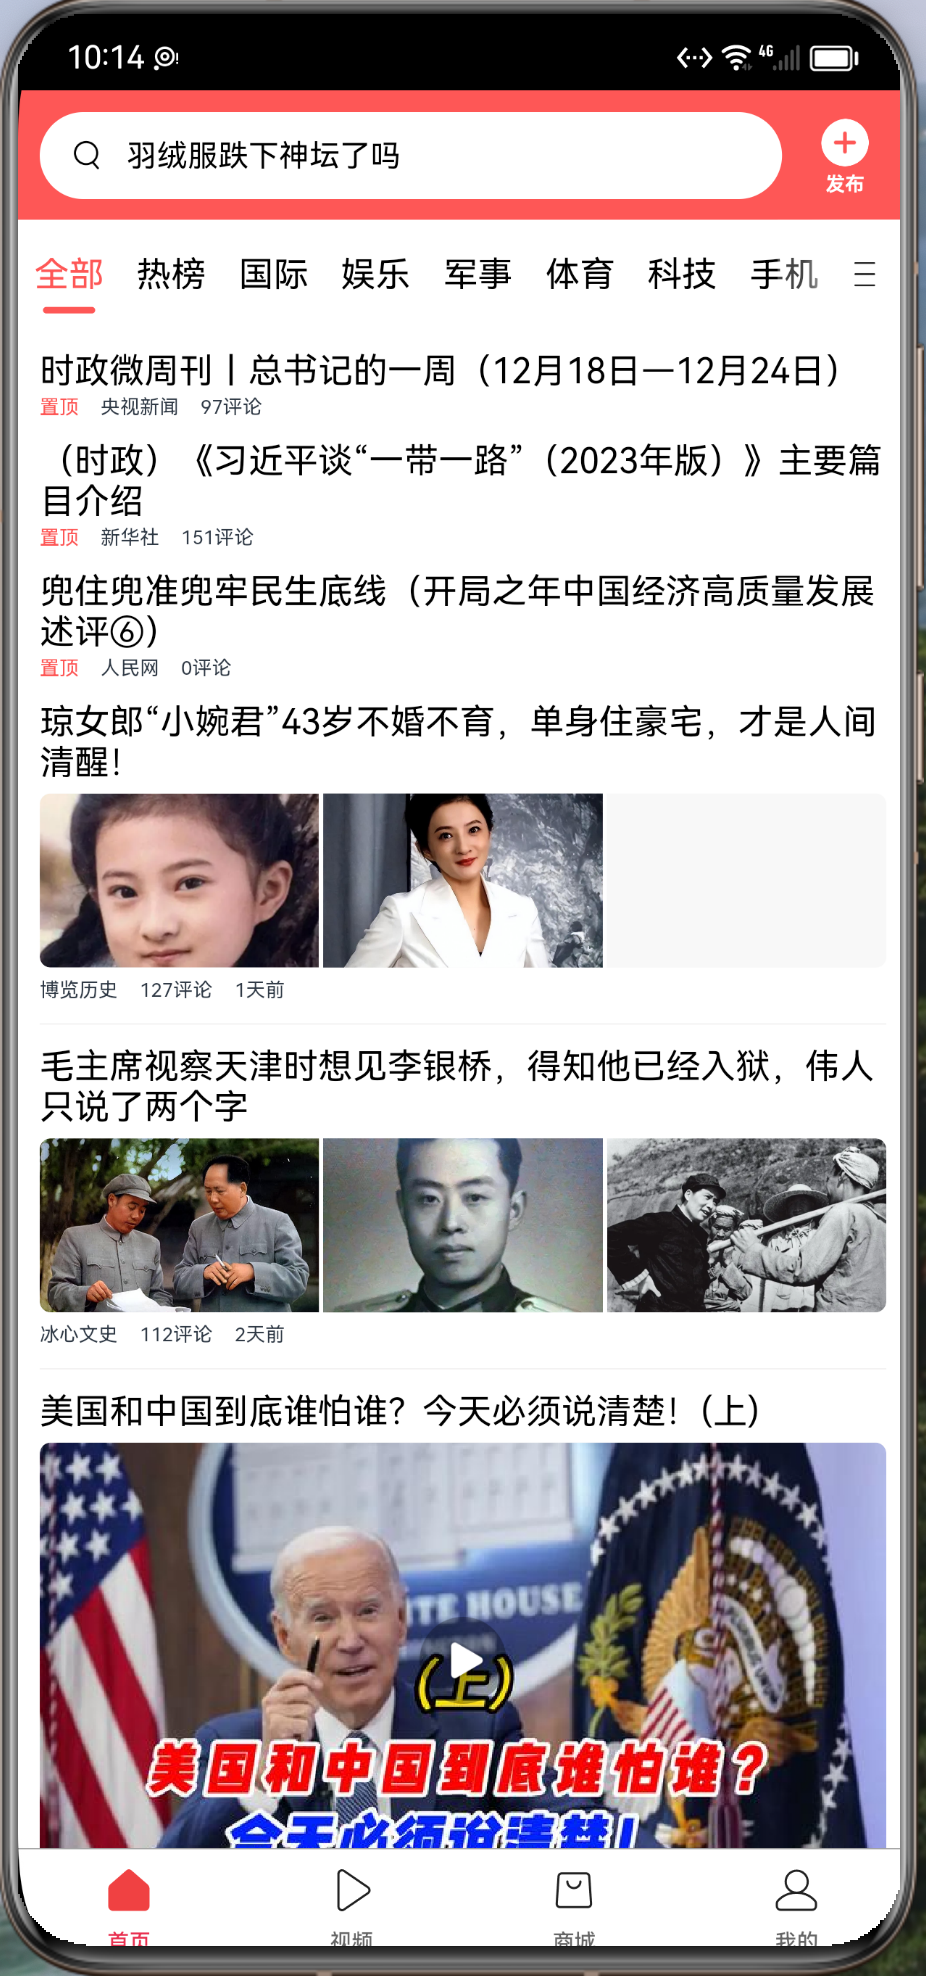 10:14
4G
羽绒服跌下神坛了吗
发布
全部 热榜 国际 娱乐 军事 体育 科技 手机
时政微周刊丨总书记的一周（12月18日—12月24日）
置顶 央视新闻 97评论
（时政）《习近平谈“一带一路”（2023年版）》主要篇
目介绍
置顶 新华社 151评论
兜住兜准兜牢民生底线（开局之年中国经济高质量发展
述评⑥）
置顶 人民网 0评论
琼女郎“小婉君”43岁不婚不育，单身住豪宅，才是人间
清醒！
博览历史 127评论 1天前
毛主席视察天津时想见李银桥，得知他已经入狱，伟人
只说了两个字
冰心文史 112评论 2天前
美国和中国到底谁怕谁？今天必须说清楚！(上)
ITE HOUSE
(上)
美国和中国到底谁怕谁？
今天必须说清楚！
首页 视频 商城 我的